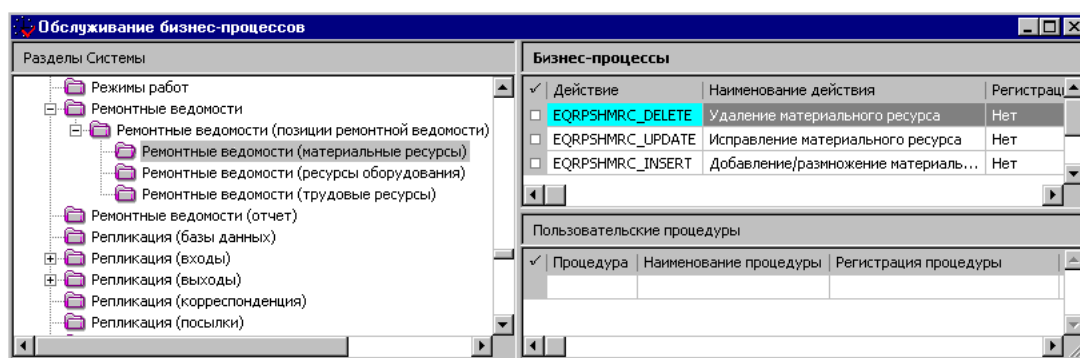 Обслуживание бизнес-процессов
Разделы Системы
Режимы работ
Ремонтные ведомости
Ремонтные ведомости (позиции ремонтной ведомости)
Ремонтные ведомости (материальные ресурсы)
Ремонтные ведомости (ресурсы оборудования)
Ремонтные ведомости (трудовые ресурсы)
Ремонтные ведомости (отчет)
Репликация (базы данных)
Репликация (входы)
Репликация (выходы)
Репликация (корреспонденция)
Репликация (посылки)
Бизнес-процессы
✓ Действие Наименование действия Регистрац
EQRPSHMRC_DELETE Удаление материального ресурса Нет
EQRPSHMRC_UPDATE Исправление материального ресурса Нет
EQRPSHMRC_INSERT Добавление/размножение материаль... Нет
Пользовательские процедуры
✓ Процедура Наименование процедуры Регистрация процедуры